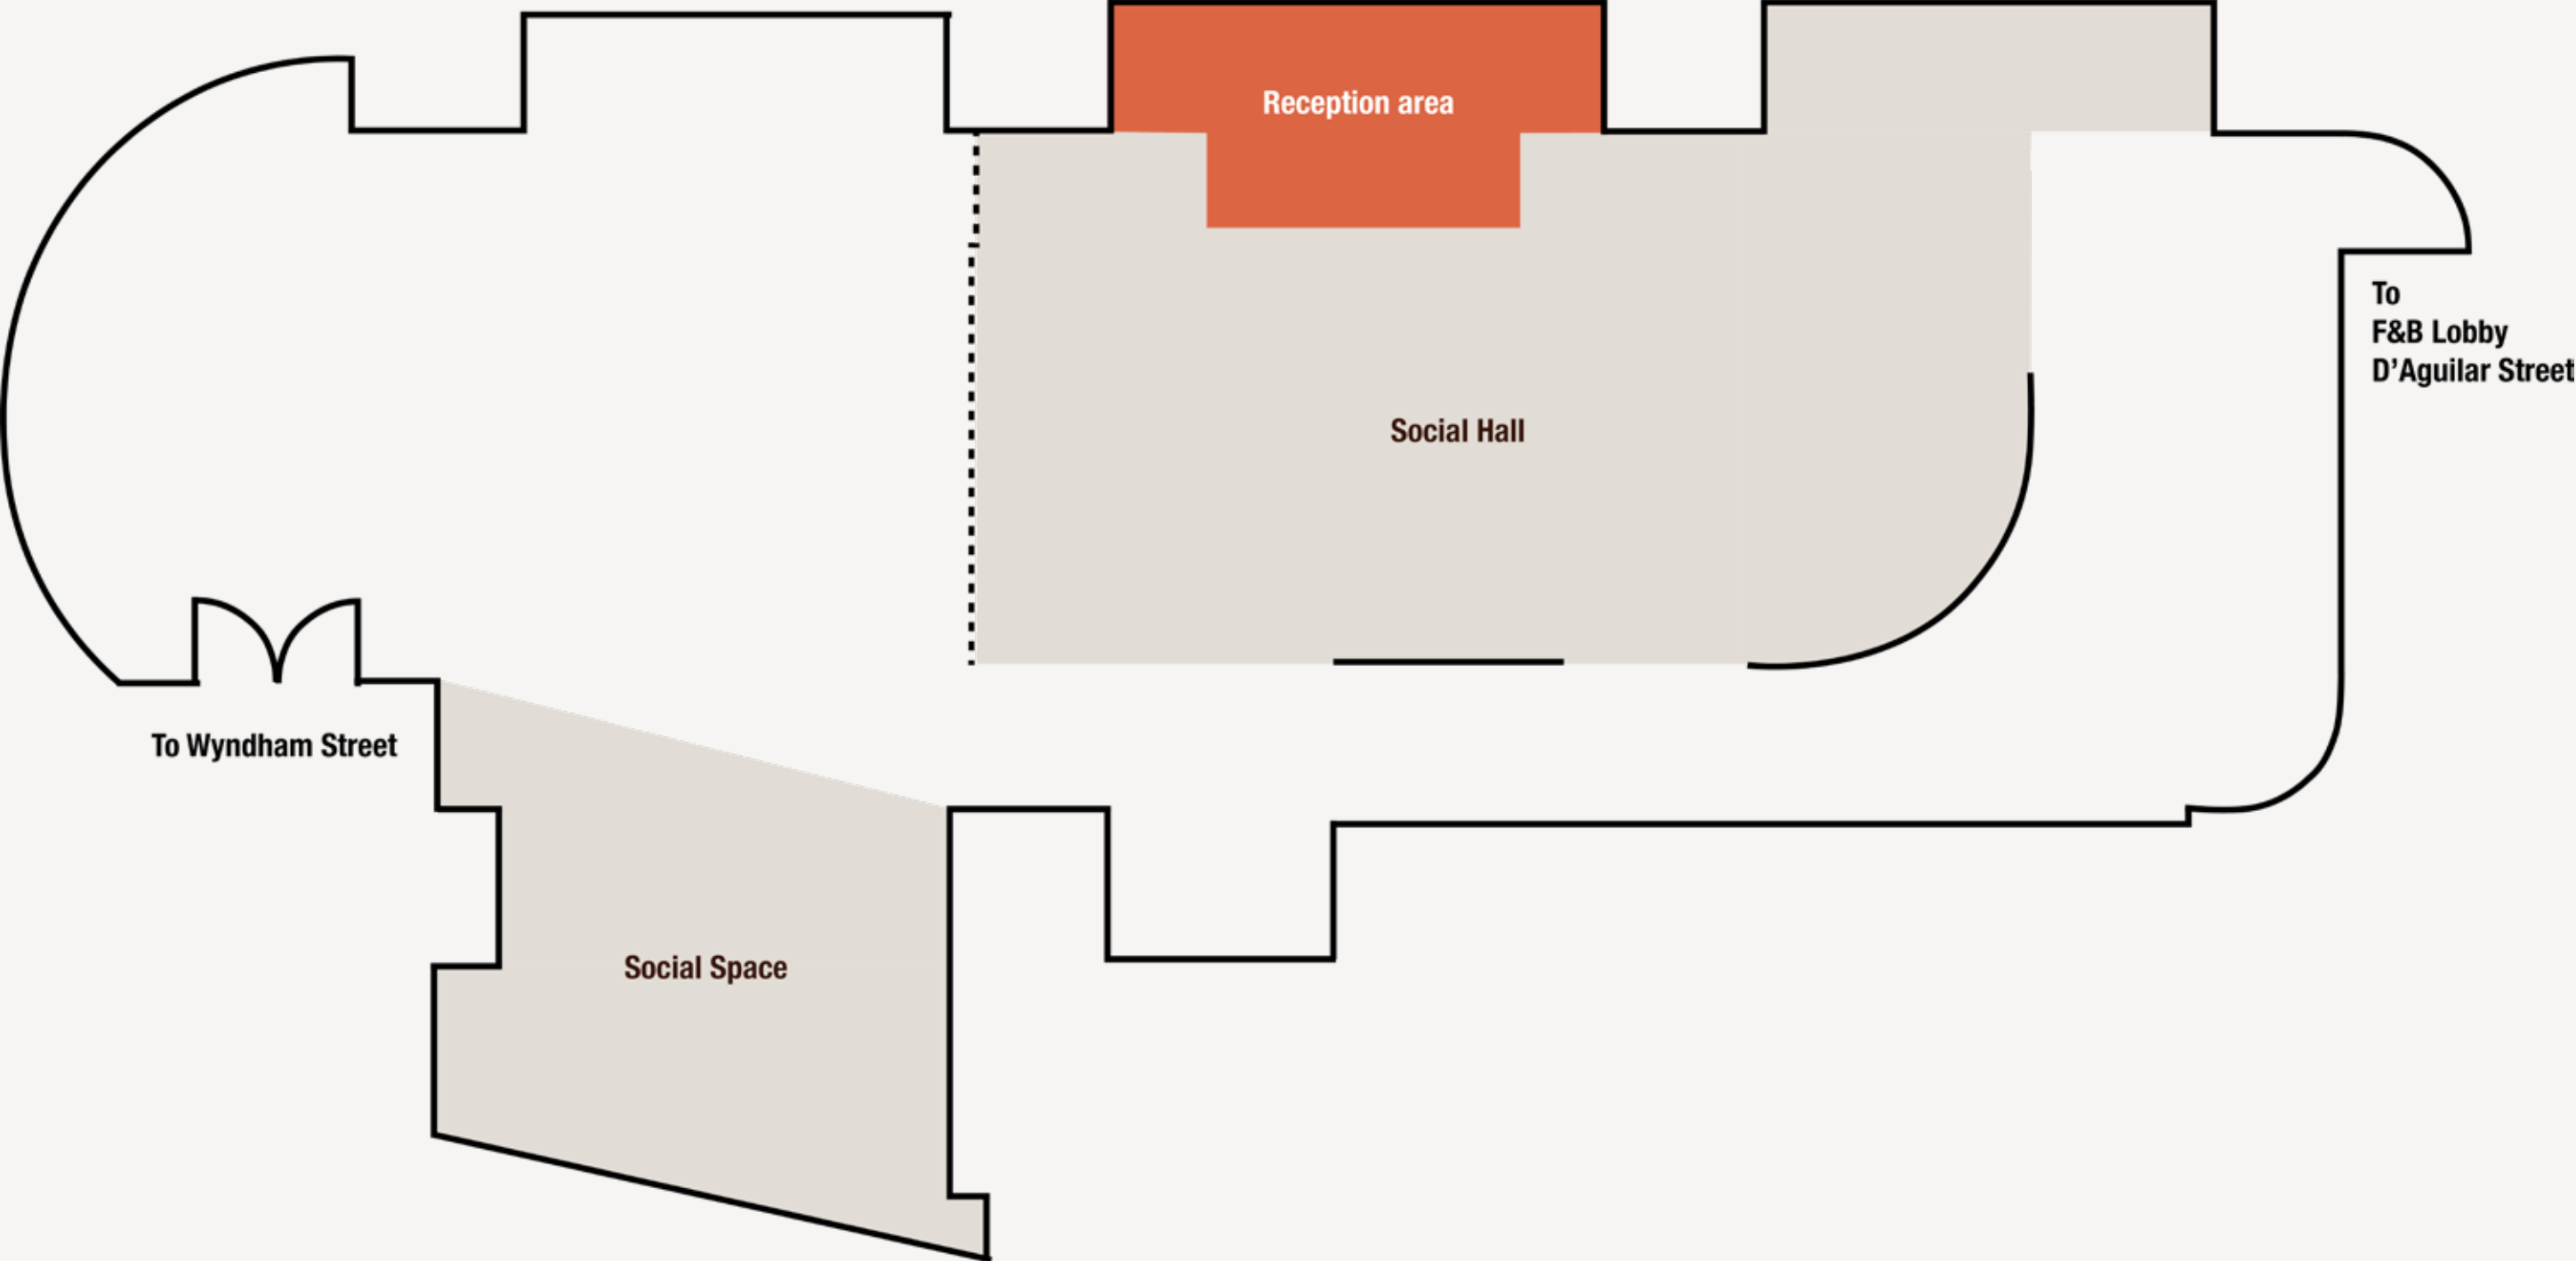 Reception area
To
F&B Lobby
D’Aguilar Street
Social Hall
To Wyndham Street
Social Space